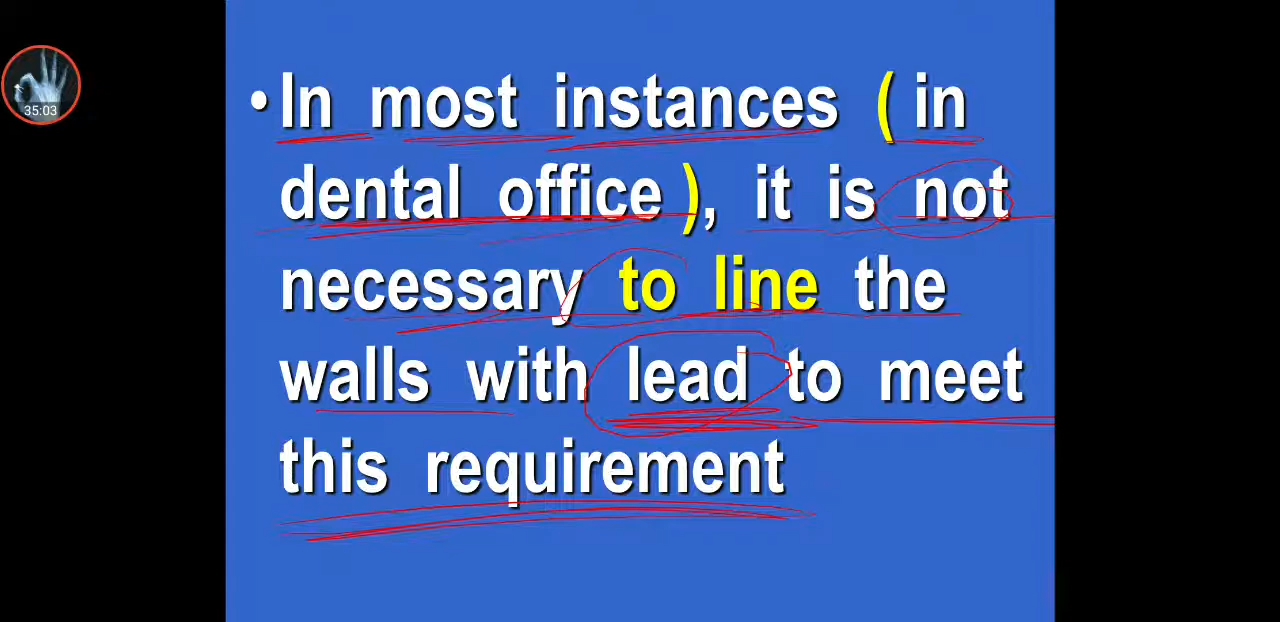 35:03
• In most instances ( in
dental office ), it is not
necessary to line the
walls with lead to meet
this requirement